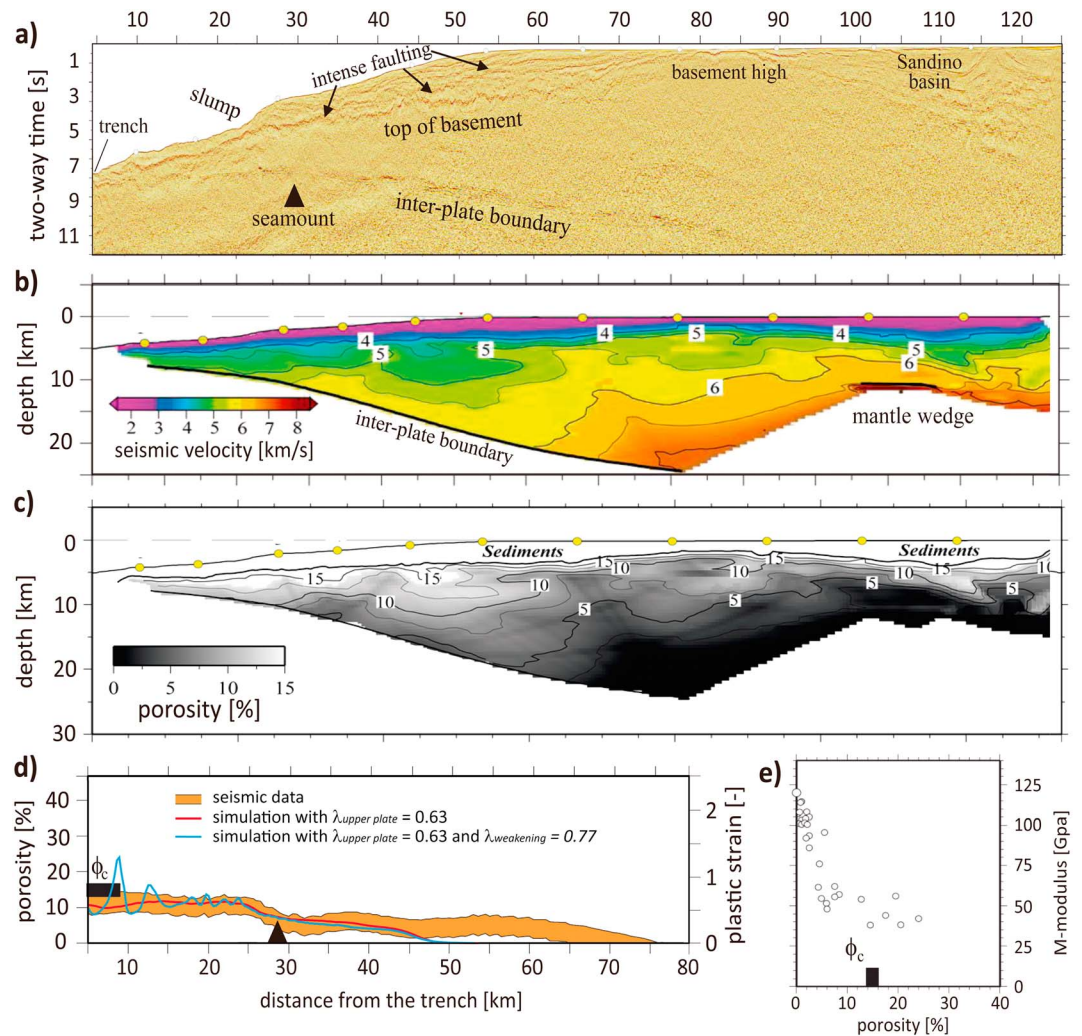 10 20 30 40 50 60 70 80 90 100 110 120
a)
two-way time [s]
1
3
5
7
9
11
trench
slump
intense faulting
top of basement
basement high
Sandino
basin
seamount
inter-plate boundary
b)
depth [km]
0
10
20
4 4 5 4
5 5 5
6 6
2 3 4 5 6 7 8
seismic velocity [km/s]
inter-plate boundary
mantle wedge
c)
depth [km]
0
10
20
30
Sediments Sediments
15 15 15 10 15 10
10 10 10 5 5
5 5
0 5 10 15
porosity [%]
d)
porosity [%]
40
30
20
10
0
seismic data
simulation with λupper plate = 0.63
simulation with λupper plate = 0.63 and λweakening = 0.77
ϕc
2
1
0
plastic strain [-]
10 20 30 40 50 60 70 80
distance from the trench [km]
e)
125
100
75
50
25
0
M-modulus [Gpa]
ϕc
0 10 20 30 40
porosity [%]